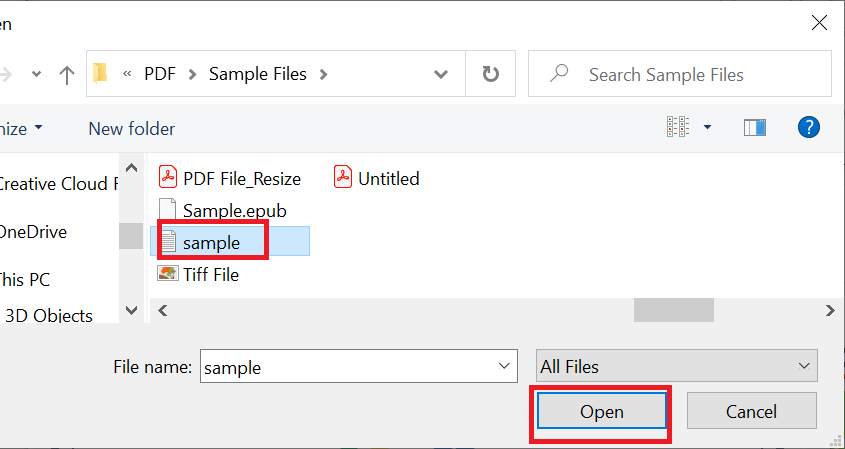 en
« PDF > Sample Files >
Search Sample Files
nize
New folder
?
Creative Cloud F
PDF File_Resize
Untitled
Sample.epub
OneDrive
sample
This PC
Tiff File
3D Objects
File name:
sample
All Files
Open
Cancel